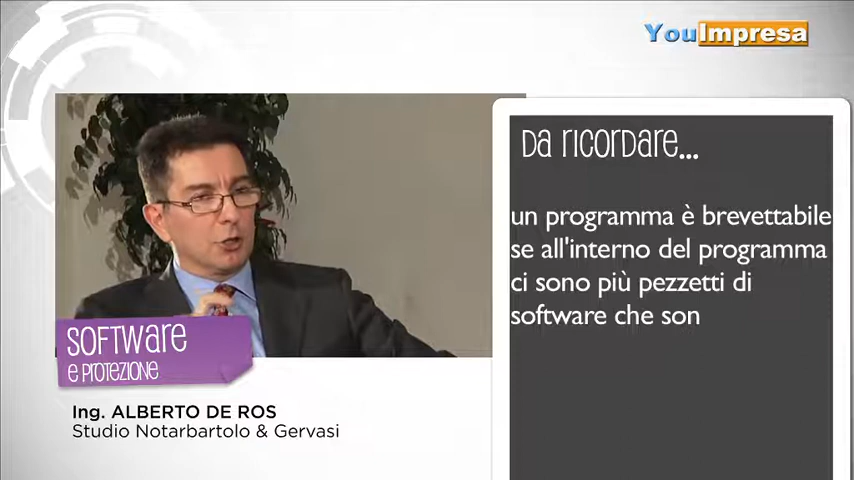 YouImpresa
Da ricordare...
un programma è brevettabile
se all'interno del programma
ci sono più pezzetti di
software che son
software
e protezione
Ing. ALBERTO DE ROS
Studio Notarbartolo & Gervasi